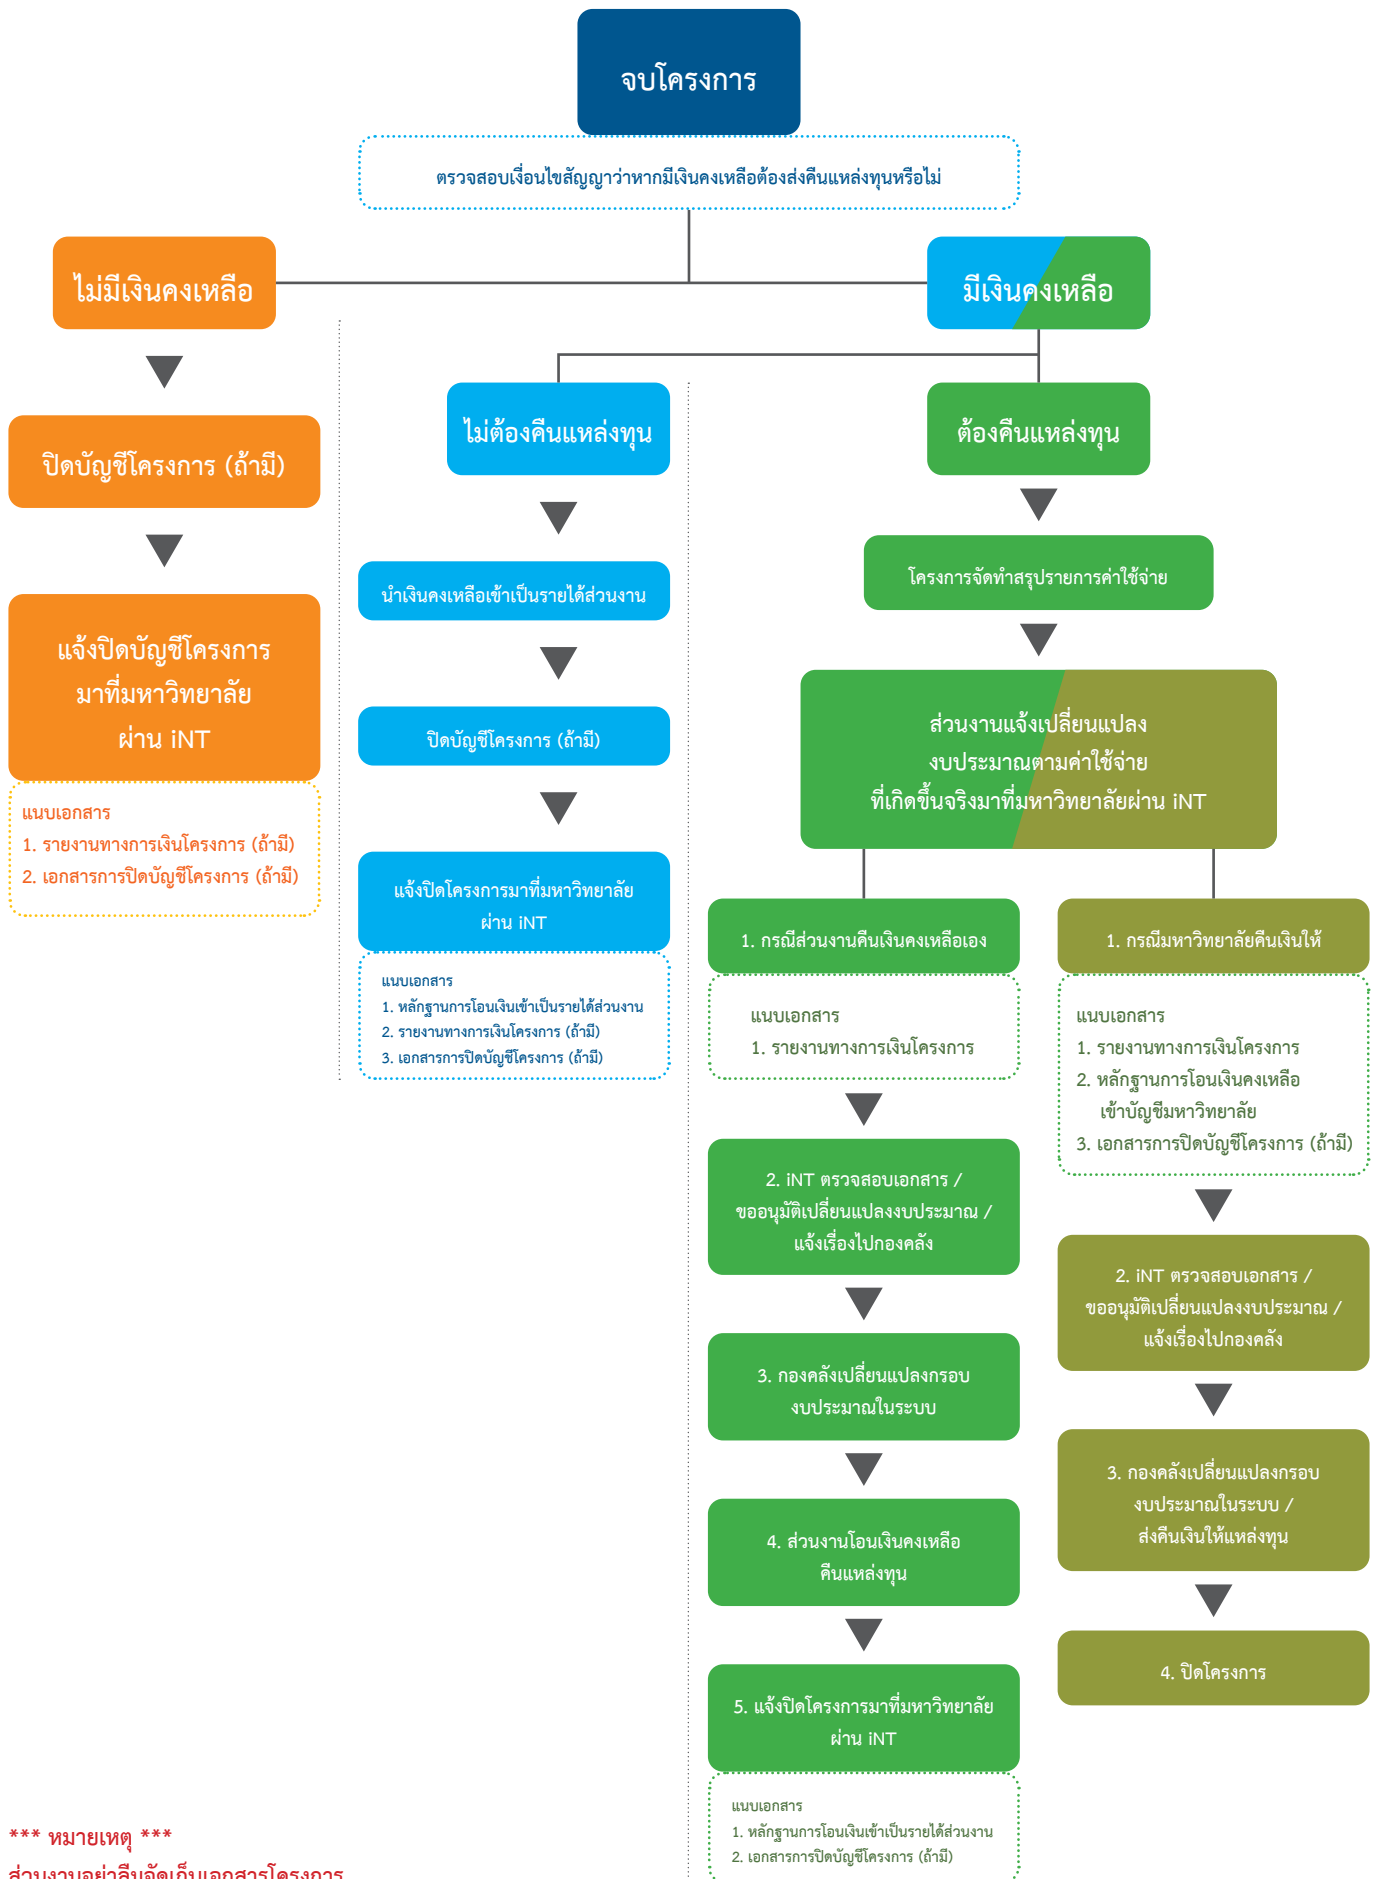 จบโครงการ
ตรวจสอบเงื่อนไขสัญญาว่าหากมีเงินคงเหลือต้องส่งคืนแหล่งทุนหรือไม่
ไม่มีเงินคงเหลือ
ปิดบัญชีโครงการ (ถ้ามี)
แจ้งปิดบัญชีโครงการ
มาที่มหาวิทยาลัย
ผ่าน iNT
แนบเอกสาร
1. รายงานทางการเงินโครงการ (ถ้ามี)
2. เอกสารการปิดบัญชีโครงการ (ถ้ามี)
มีเงินคงเหลือ
ไม่ต้องคืนแหล่งทุน
นำเงินคงเหลือเข้าเป็นรายได้ส่วนงาน
ปิดบัญชีโครงการ (ถ้ามี)
แจ้งปิดโครงการมาที่มหาวิทยาลัย
ผ่าน iNT
แนบเอกสาร
1. หลักฐานการโอนเงินเข้าเป็นรายได้ส่วนงาน
2. รายงานทางการเงินโครงการ (ถ้ามี)
3. เอกสารการปิดบัญชีโครงการ (ถ้ามี)
ต้องคืนแหล่งทุน
โครงการจัดทำสรุปรายการค่าใช้จ่าย
ส่วนงานแจ้งเปลี่ยนแปลง
งบประมาณตามค่าใช้จ่าย
ที่เกิดขึ้นจริงมาที่มหาวิทยาลัยผ่าน iNT
1. กรณีส่วนงานคืนเงินคงเหลือเอง
แนบเอกสาร
1. รายงานทางการเงินโครงการ
2. iNT ตรวจสอบเอกสาร /
ขออนุมัติเปลี่ยนแปลงงบประมาณ /
แจ้งเรื่องไปกองคลัง
3. กองคลังเปลี่ยนแปลงกรอบ
งบประมาณในระบบ
4. ส่วนงานโอนเงินคงเหลือ
คืนแหล่งทุน
5. แจ้งปิดโครงการมาที่มหาวิทยาลัย
ผ่าน iNT
แนบเอกสาร
1. หลักฐานการโอนเงินเข้าเป็นรายได้ส่วนงาน
2. เอกสารการปิดบัญชีโครงการ (ถ้ามี)
1. กรณีมหาวิทยาลัยคืนเงินให้
แนบเอกสาร
1. รายงานทางการเงินโครงการ
2. หลักฐานการโอนเงินคงเหลือ
เข้าบัญชีมหาวิทยาลัย
3. เอกสารการปิดบัญชีโครงการ (ถ้ามี)
2. iNT ตรวจสอบเอกสาร /
ขออนุมัติเปลี่ยนแปลงงบประมาณ /
แจ้งเรื่องไปกองคลัง
3. กองคลังเปลี่ยนแปลงกรอบ
งบประมาณในระบบ /
ส่งคืนเงินให้แหล่งทุน
4. ปิดโครงการ
*** หมายเหตุ ***
ส่วนงานอย่าลืมจัดเก็บเอกสารโครงการ